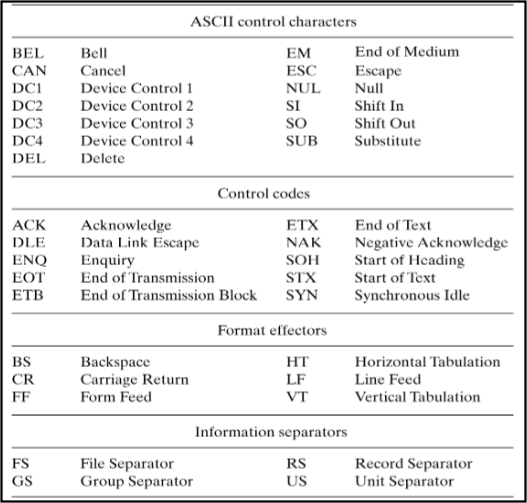 ASCII control characters
BEL Bell EM End of Medium
CAN Cancel ESC Escape
DC1 Device Control 1 NUL Null
DC2 Device Control 2 SI Shift In
DC3 Device Control 3 SO Shift Out
DC4 Device Control 4 SUB Substitute
DEL Delete
Control codes
ACK Acknowledge ETX End of Text
DLE Data Link Escape NAK Negative Acknowledge
ENQ Enquiry SOH Start of Heading
EOT End of Transmission STX Start of Text
ETB End of Transmission Block SYN Synchronous Idle
Format effectors
BS Backspace HT Horizontal Tabulation
CR Carriage Return LF Line Feed
FF Form Feed VT Vertical Tabulation
Information separators
FS File Separator RS Record Separator
GS Group Separator US Unit Separator